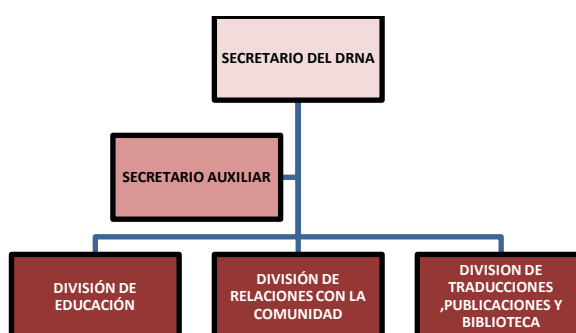 SECRETARIO DEL DRNA
SECRETARIO AUXILIAR
DIVISIÓN DE
EDUCACIÓN
DIVISIÓN DE
RELACIONES CON LA
COMUNIDAD
DIVISION DE
TRADUCCIONES
,PUBLICACIONES Y
BIBLIOTECA